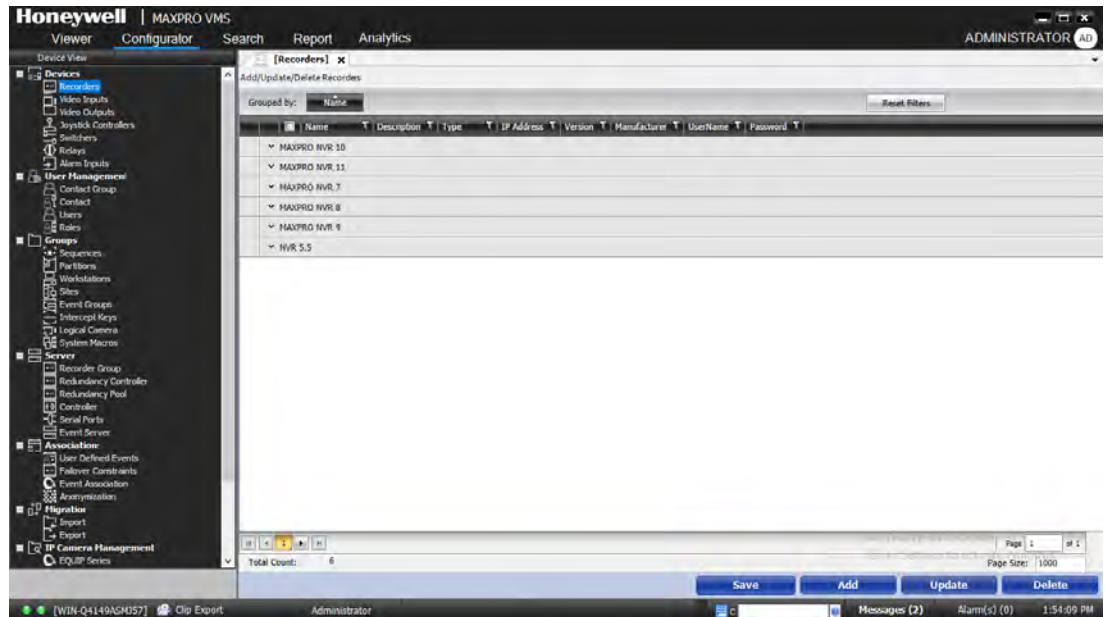 Honeywell | MAXPRO VMS
Viewer Configurator Search Report Analytics ADMINISTRATOR AD
Device View
[Recorders] x
Devices
Recorders
Video Inputs
Video Outputs
Joystick Controllers
Switchers
Relays
Alarm Inputs
User Management
Contact Group
Contact
Users
Roles
Groups
Sequences
Partitions
Workstations
Sites
Event Groups
Intercept Keys
Logical Camera
System Macros
Server
Recorder Group
Redundancy Controller
Redundancy Pool
Controller
Serial Ports
Event Server
Association
User Defined Events
Failover Constraints
Event Association
Anonymization
Migration
Import
Export
IP Camera Management
EQUIP Series
Add/Update/Delete Recorders
Grouped by: Name Reset Filters
Name Description Type IP Address Version Manufacturer UserName Password
MAXPRO NVR 10
MAXPRO NVR 11
MAXPRO NVR 7
MAXPRO NVR 8
MAXPRO NVR 9
NVR 5.5
1 Page 1 of 1
Total Count: 6 Page Size: 1000
Save Add Update Delete
[WIN-Q4149ASMJ57] Clip Export Administrator C Messages (2) Alarm(s) (0) 1:54:09 PM